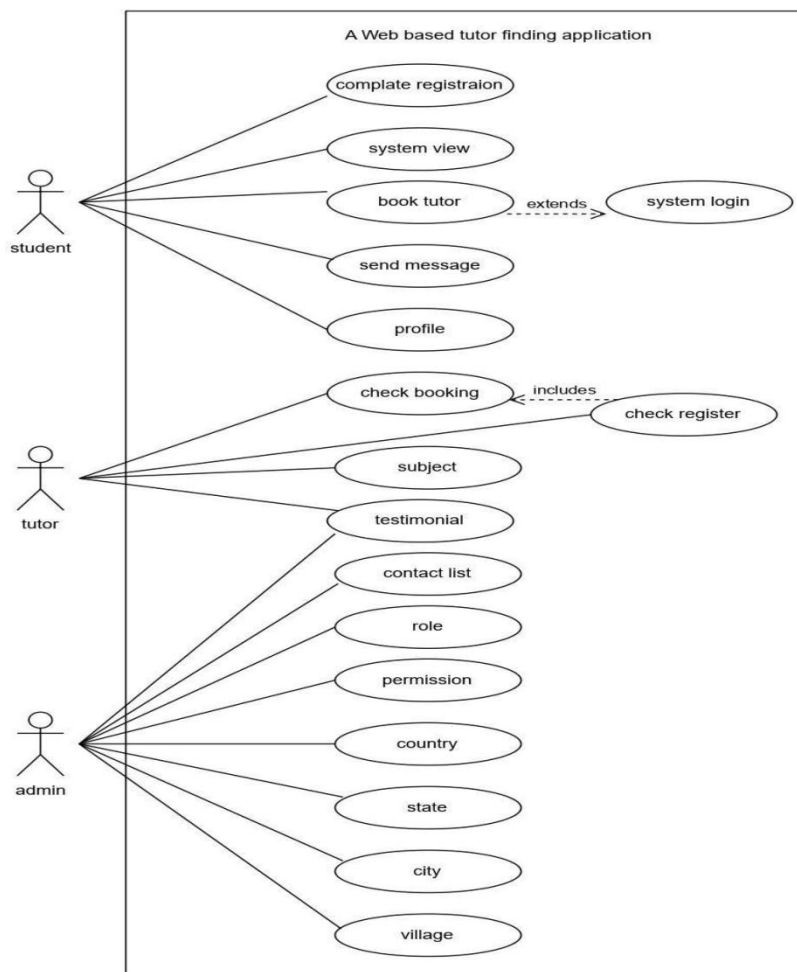 A Web based tutor finding application
complate registraion
system view
book tutor
extends
system login
student
send message
profile
check booking
includes
check register
subject
tutor
testimonial
contact list
role
permission
country
admin
state
city
village